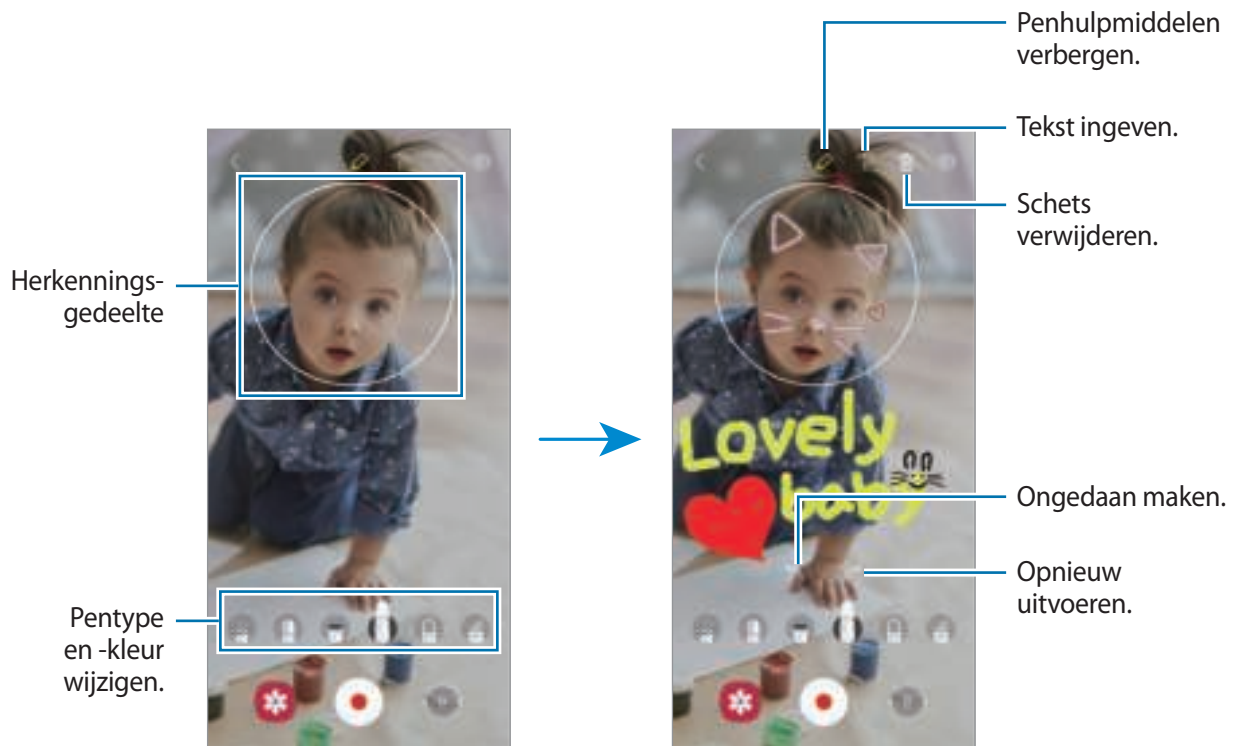 Penhulpmiddelen
verbergen.
Tekst ingeven.
Schets
verwijderen.
Herkennings-
gedeelte
Lovely
baby
Ongedaan maken.
Opnieuw
uitvoeren.
Pentype
en -kleur
wijzigen.